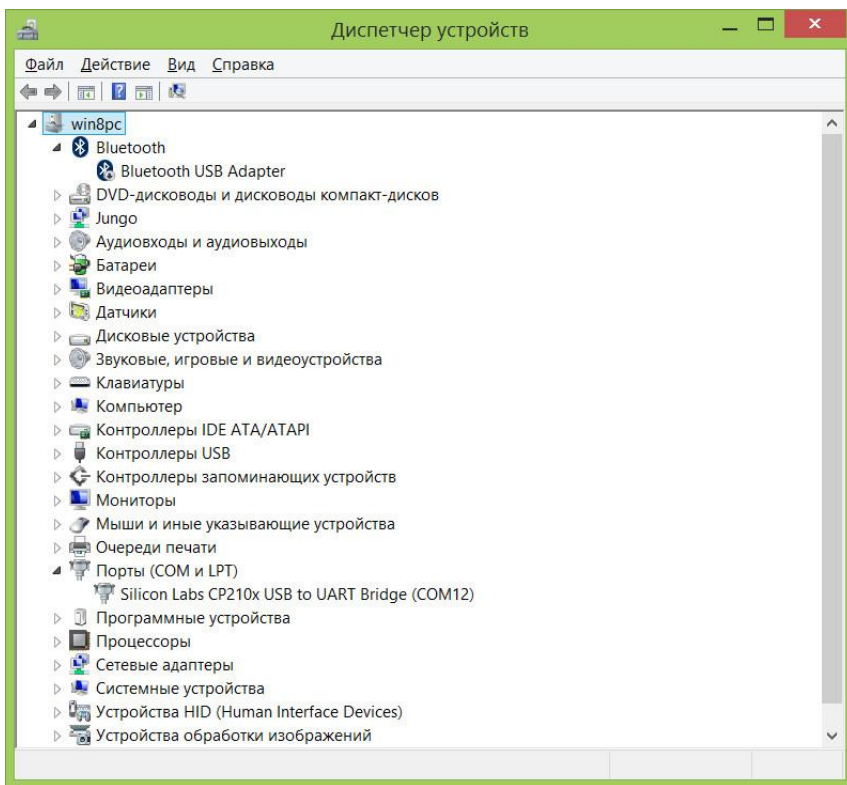 Диспетчер устройств
Файл Действие Вид Справка
win8pc
Bluetooth
Bluetooth USB Adapter
DVD-дисководы и дисководы компакт-дисков
Jungo
Аудиовходы и аудиовыходы
Батареи
Видеоадаптеры
Датчики
Дисковые устройства
Звуковые, игровые и видеоустройства
Клавиатуры
Компьютер
Контроллеры IDE ATA/ATAPI
Контроллеры USB
Контроллеры запоминающих устройств
Мониторы
Мыши и иные указывающие устройства
Очереди печати
Порты (COM и LPT)
Silicon Labs CP210x USB to UART Bridge (COM12)
Программные устройства
Процессоры
Сетевые адаптеры
Системные устройства
Устройства HID (Human Interface Devices)
Устройства обработки изображений